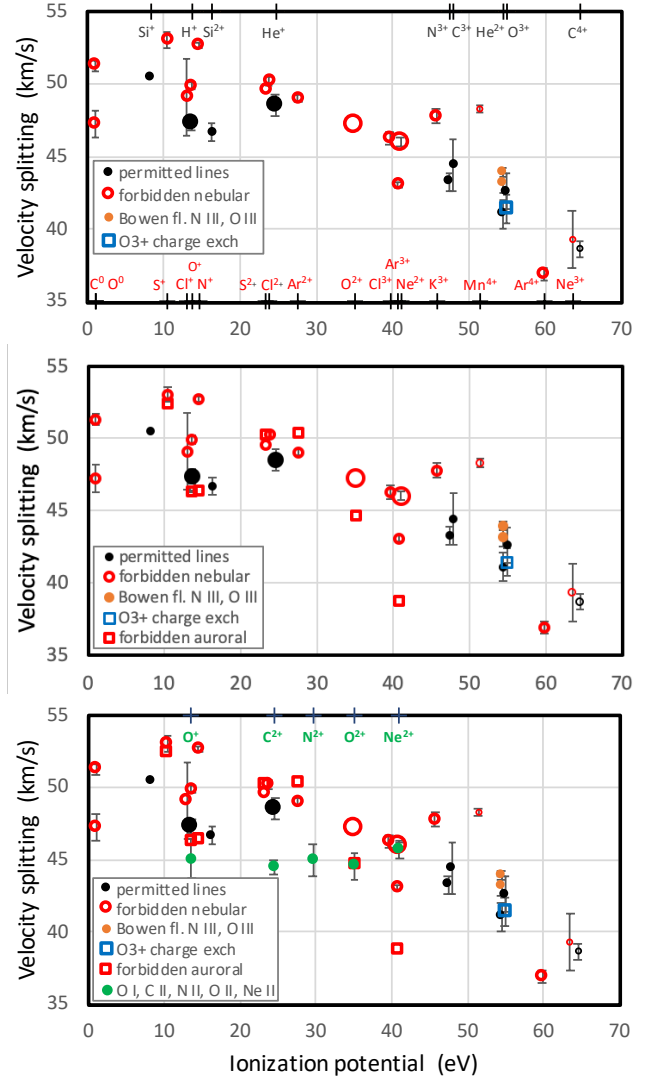 Si⁺ H⁺ Si²⁺ He⁺ N³⁺ C³⁺ He²⁺ O³⁺ C⁴⁺
55
50
45
40
35
Velocity splitting (km/s)
permitted lines
forbidden nebular
Bowen fl. N III, O III
O3+ charge exch
O⁺ Ar³⁺
C⁰ O⁰ S⁺ Cl⁺ N⁺ S²⁺ Cl²⁺ Ar²⁺ O²⁺ Cl³⁺ Ne²⁺ K³⁺ Mn⁴⁺ Ar⁴⁺ Ne³⁺
0 10 20 30 40 50 60 70
55
50
45
40
35
Velocity splitting (km/s)
permitted lines
forbidden nebular
Bowen fl. N III, O III
O3+ charge exch
forbidden auroral
0 10 20 30 40 50 60 70
55
50
45
40
35
Velocity splitting (km/s)
O⁺ C²⁺ N²⁺ O²⁺ Ne²⁺
permitted lines
forbidden nebular
Bowen fl. N III, O III
O3+ charge exch
forbidden auroral
O I, C II, N II, O II, Ne II
0 10 20 30 40 50 60 70
Ionization potential (eV)